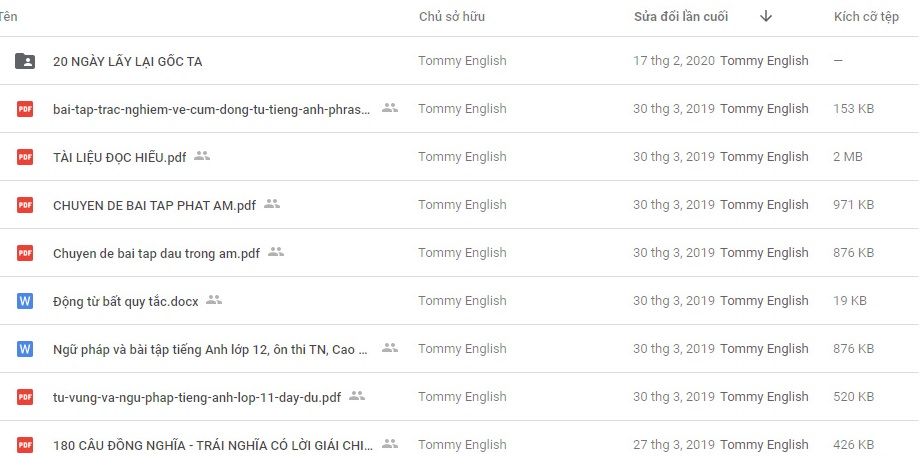 Tên Chủ sở hữu Sửa đổi lần cuối Kích cỡ tệp
20 NGÀY LẤY LẠI GỐC TA Tommy English 17 thg 2, 2020 Tommy English —
PDF bai-tap-trac-nghiem-ve-cum-dong-tu-tieng-anh-phras... Tommy English 30 thg 3, 2019 Tommy English 153 KB
PDF TÀI LIỆU ĐỌC HIỂU.pdf Tommy English 30 thg 3, 2019 Tommy English 2 MB
PDF CHUYEN DE BAI TAP PHAT AM.pdf Tommy English 30 thg 3, 2019 Tommy English 971 KB
PDF Chuyen de bai tap dau trong am.pdf Tommy English 30 thg 3, 2019 Tommy English 876 KB
W Động từ bất quy tắc.docx Tommy English 30 thg 3, 2019 Tommy English 19 KB
W Ngữ pháp và bài tập tiếng Anh lớp 12, ôn thi TN, Cao ... Tommy English 30 thg 3, 2019 Tommy English 876 KB
PDF tu-vung-va-ngu-phap-tieng-anh-lop-11-day-du.pdf Tommy English 30 thg 3, 2019 Tommy English 520 KB
PDF 180 CÂU ĐỒNG NGHĨA - TRÁI NGHĨA CÓ LỜI GIẢI CHI... Tommy English 27 thg 3, 2019 Tommy English 426 KB